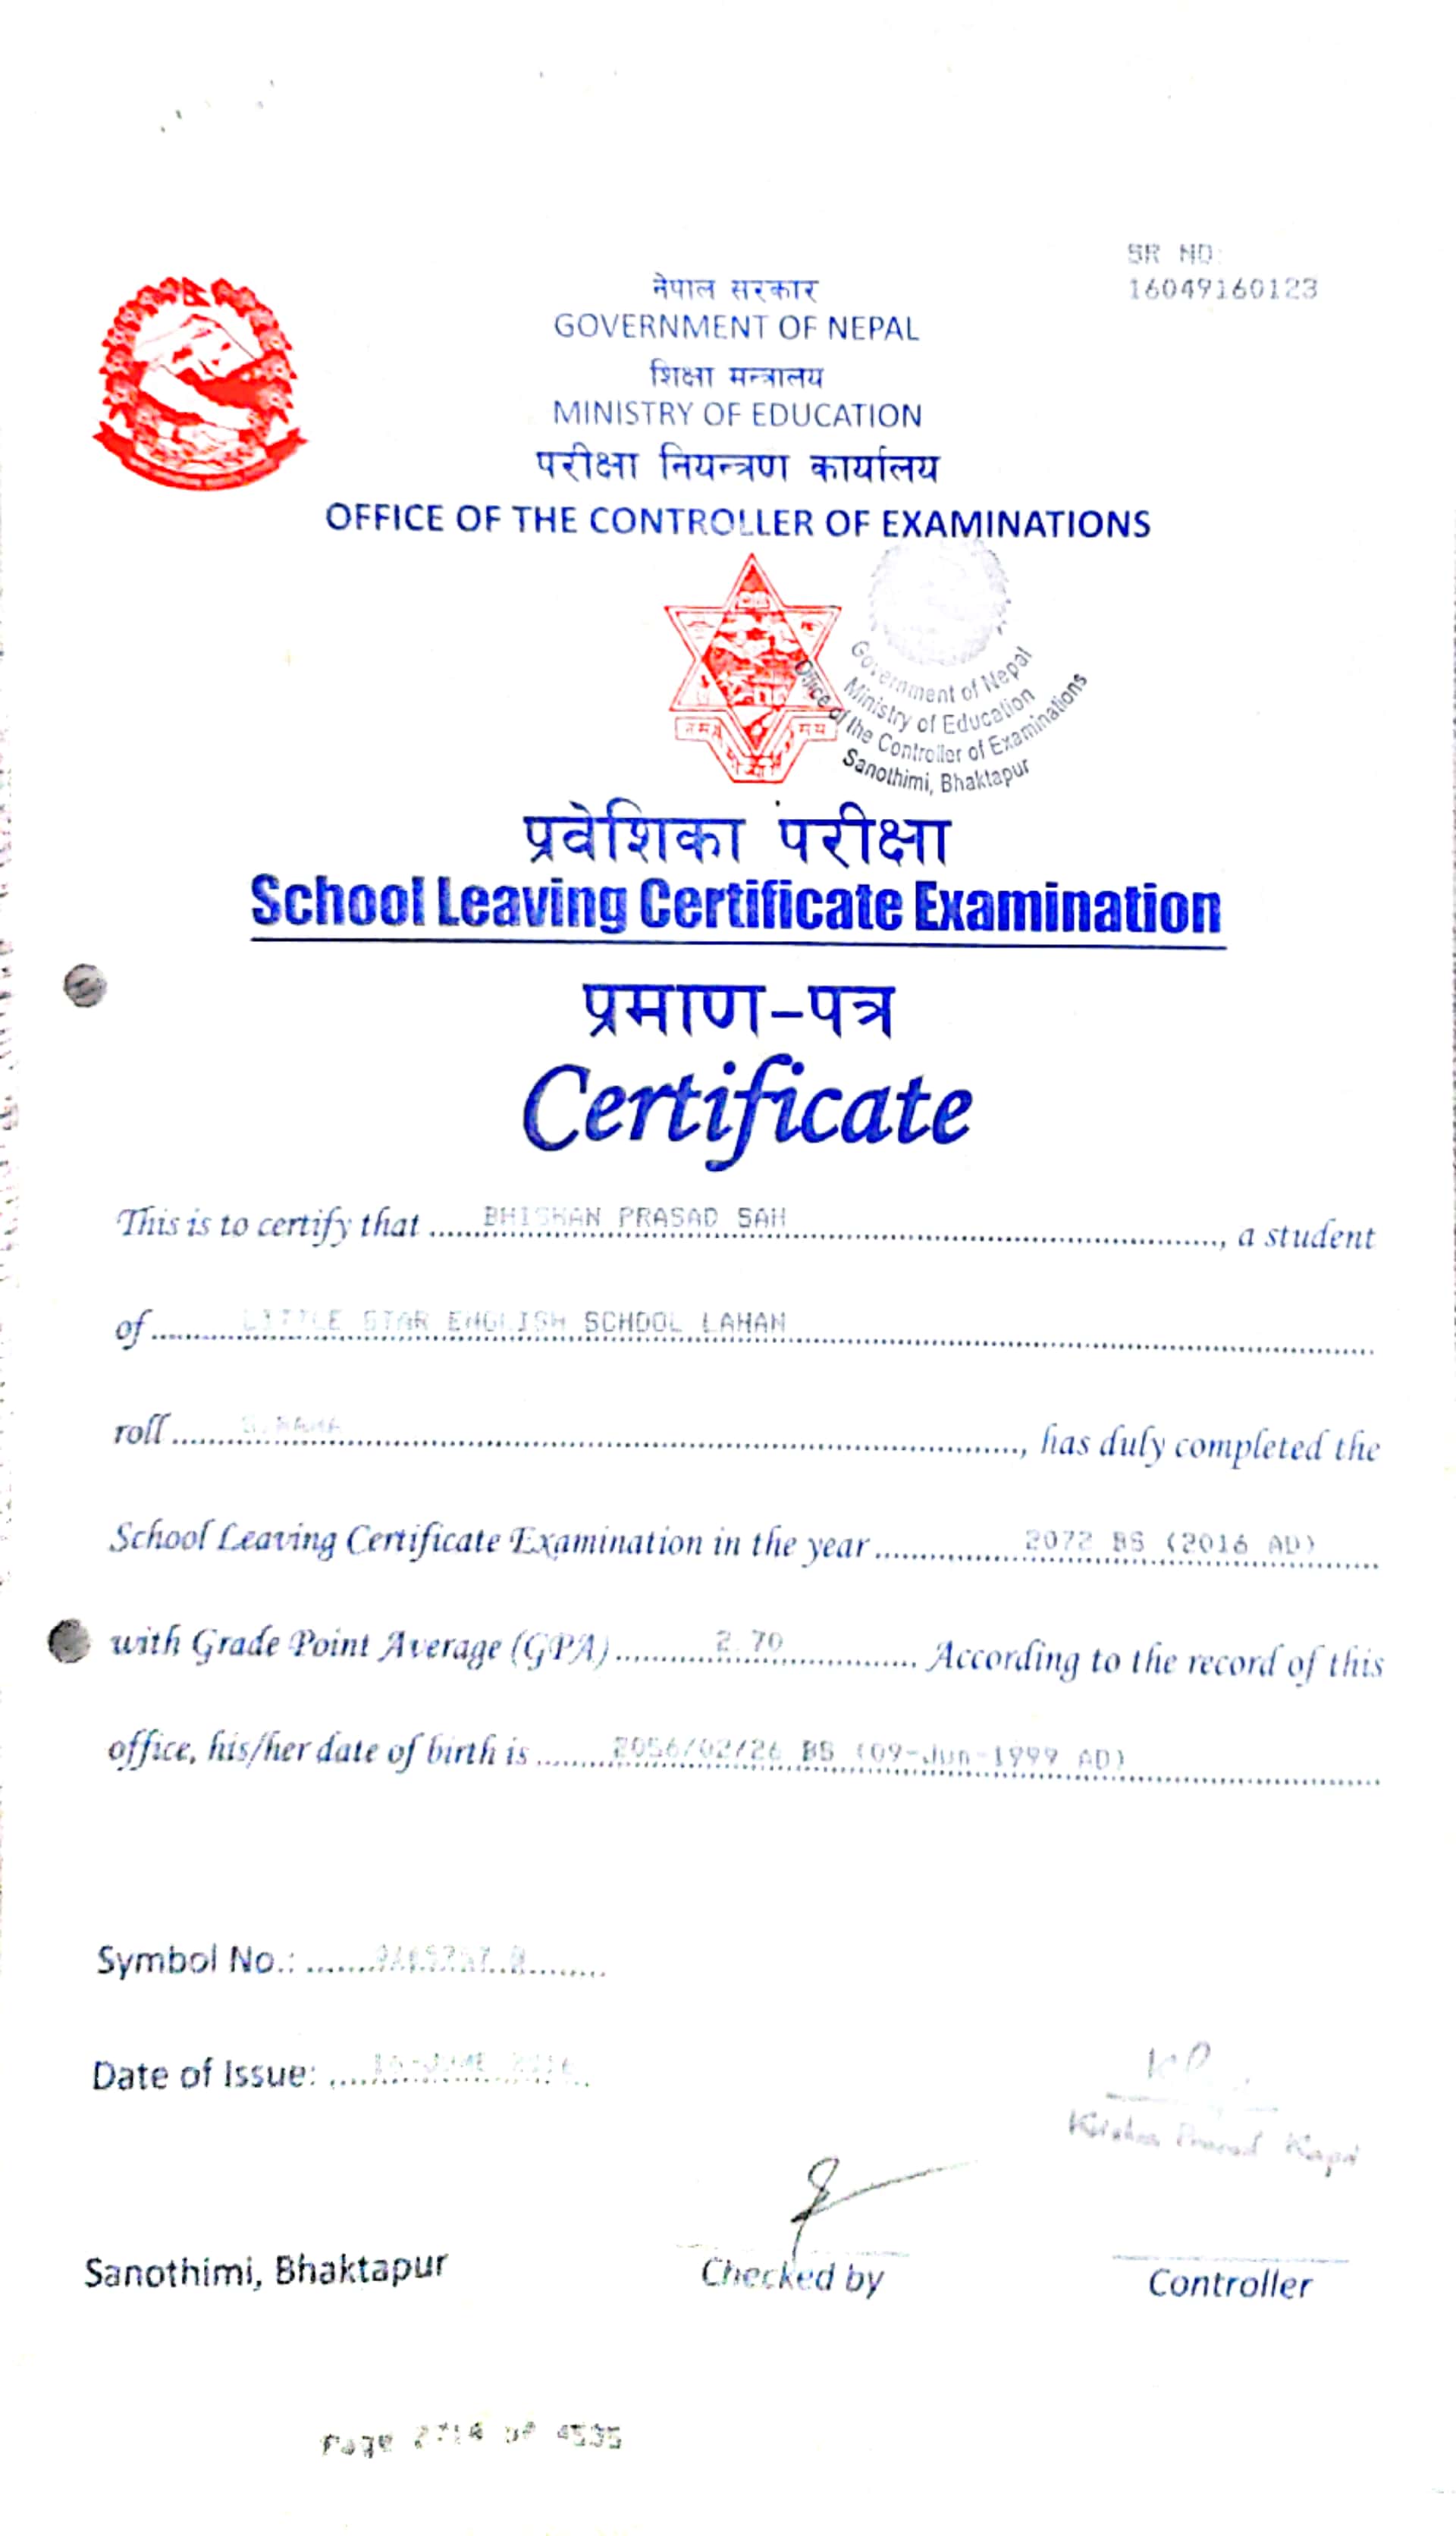 SR NO:
16049160123
नेपाल सरकार
GOVERNMENT OF NEPAL
शिक्षा मन्त्रालय
MINISTRY OF EDUCATION
परीक्षा नियन्त्रण कार्यालय
OFFICE OF THE CONTROLLER OF EXAMINATIONS
Government of Nepal
Ministry of Education
Office of the Controller of Examinations
Sanothimi, Bhaktapur
प्रवेशिका परीक्षा
School Leaving Certificate Examination
प्रमाण-पत्र
Certificate
This is to certify that ..... PRASAD SAH ....., a student
of ..... LITTLE STAR ENGLISH SCHOOL LAHAN .....
roll ....., has duly completed the
School Leaving Certificate Examination in the year ..... 2072 BS (2016 AD) .....
with Grade Point Average (GPA) ..... 2.70 ..... According to the record of this
office, his/her date of birth is ..... 2056/02/26 BS (09-Jun-1999 AD) .....
Symbol No.: .....
Date of Issue: .....
Krishna Prasad Kapri
Sanothimi, Bhaktapur
Checked by
Controller
Page of 4535